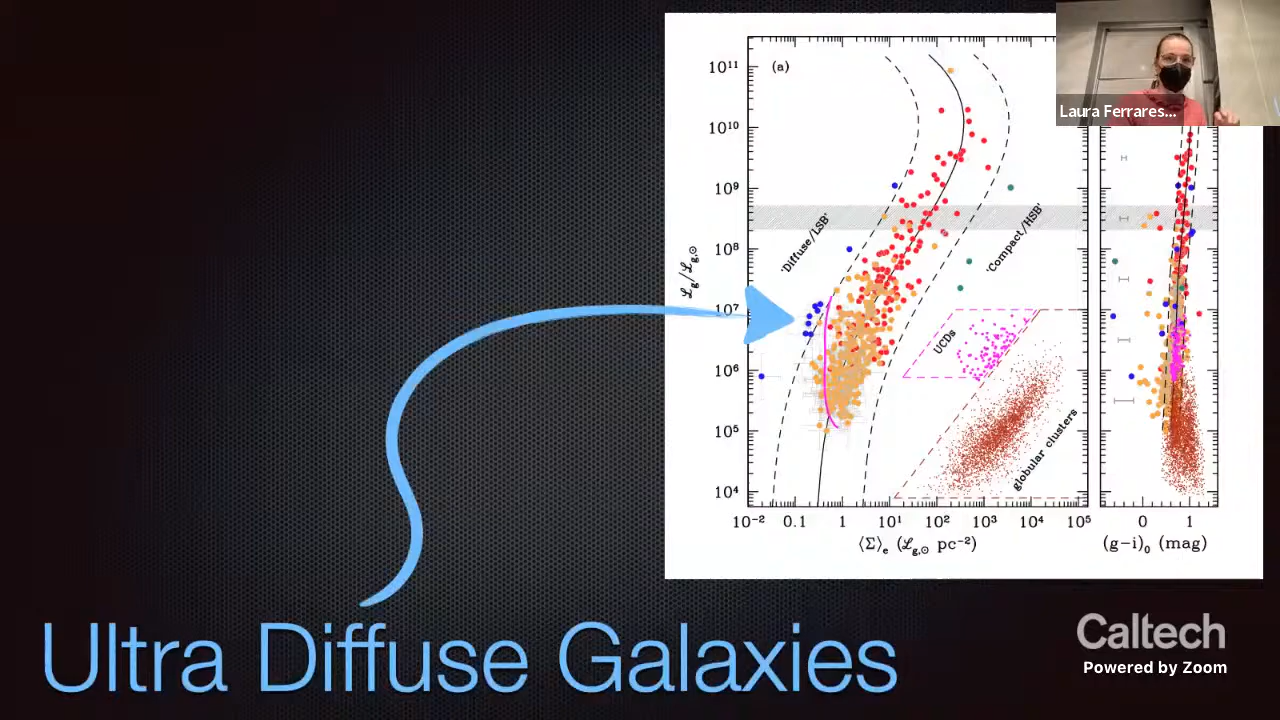 (a)
10¹¹
10¹⁰
10⁹
10⁸
10⁷
10⁶
10⁵
10⁴
ℒg/ℒg,⊙
'Diffuse/LSB'
'Compact/HSB'
UCDs
globular clusters
10⁻² 0.1 1 10¹ 10² 10³ 10⁴ 10⁵
⟨Σ⟩e (ℒg,⊙ pc⁻²)
0 1
(g−i)₀ (mag)
Laura Ferrares...
Ultra Diffuse Galaxies
Caltech
Powered by Zoom